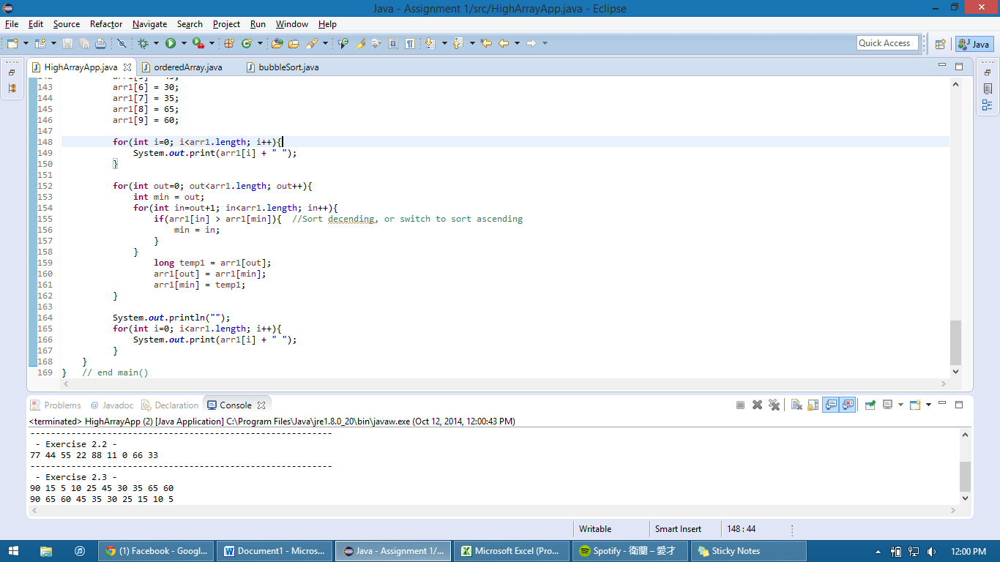 Java - Assignment 1/src/HighArrayApp.java - Eclipse
File Edit Source Refactor Navigate Search Project Run Window Help
Quick Access
Java
HighArrayApp.java orderedArray.java bubbleSort.java
143 arr1[6] = 30;
144 arr1[7] = 35;
145 arr1[8] = 65;
146 arr1[9] = 60;
147
148 for(int i=0; i<arr1.length; i++){
149 System.out.print(arr1[i] + " ");
150 }
151
152 for(int out=0; out<arr1.length; out++){
153 int min = out;
154 for(int in=out+1; in<arr1.length; in++){
155 if(arr1[in] > arr1[min]){ //Sort decending, or switch to sort ascending
156 min = in;
157 }
158 }
159 long temp1 = arr1[out];
160 arr1[out] = arr1[min];
161 arr1[min] = temp1;
162 }
163
164 System.out.println("");
165 for(int i=0; i<arr1.length; i++){
166 System.out.print(arr1[i] + " ");
167 }
168 }
169 } // end main()
Problems @ Javadoc Declaration Console
<terminated> HighArrayApp (2) [Java Application] C:\Program Files\Java\jre1.8.0_20\bin\javaw.exe (Oct 12, 2014, 12:00:43 PM)
-----------------------------------------------------------
- Exercise 2.2 -
77 44 55 22 88 11 0 66 33
-----------------------------------------------------------
- Exercise 2.3 -
90 15 5 10 25 45 30 35 65 60
90 65 60 45 35 30 25 15 10 5
Writable Smart Insert 148 : 44
(1) Facebook - Googl... Document1 - Micros... Java - Assignment 1/... Microsoft Excel (Pro... Spotify - 衛蘭 – 愛才 Sticky Notes 12:00 PM